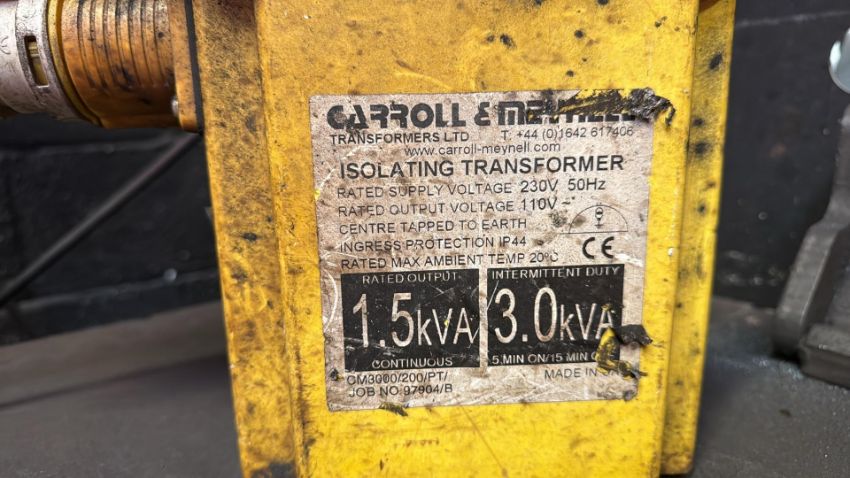 CARROLL & MEYNELL
TRANSFORMERS LTD T: +44 (0)1642 617406
www.carroll-meynell.com
ISOLATING TRANSFORMER
RATED SUPPLY VOLTAGE 230V 50Hz
RATED OUTPUT VOLTAGE 110V ~
CENTRE TAPPED TO EARTH
INGRESS PROTECTION IP44
CE
RATED MAX AMBIENT TEMP 20°C
RATED OUTPUT
1.5kVA
CONTINUOUS
INTERMITTENT DUTY
3.0kVA
5 MIN ON/15 MIN
CM3000/200/PT/
JOB NO 97904/B
MADE IN